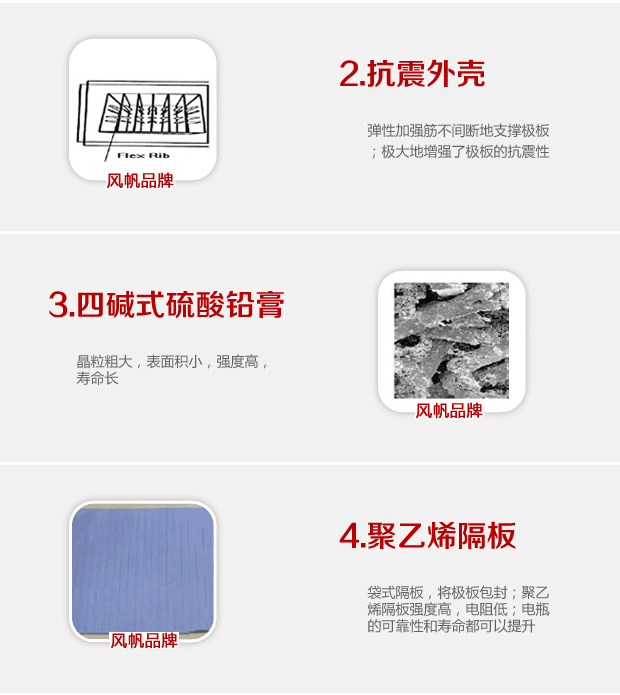 2.抗震外壳
弹性加强筋不间断地支撑极板
；极大地增强了极板的抗震性
Flex Rib
风帆品牌
3.四碱式硫酸铅膏
晶粒粗大，表面积小，强度高，
寿命长
风帆品牌
4.聚乙烯隔板
袋式隔板，将极板包封；聚乙
烯隔板强度高，电阻低；电瓶
的可靠性和寿命都可以提升
风帆品牌